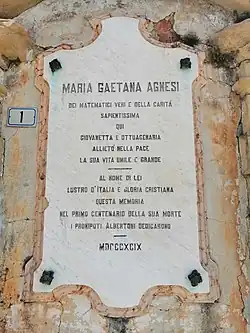 MARIA GAETANA AGNESI
DEI MATEMATICI VERI E DELLA CARITÀ
SAPIENTISSIMA
QUI
GIOVANETTA E OTTUAGENARIA
ALLIETÒ NELLA PACE
LA SUA VITA UMILE E GRANDE
AL NOME DI LEI
LUSTRO D'ITALIA E GLORIA CRISTIANA
QUESTA MEMORIA
NEL PRIMO CENTENARIO DELLA SUA MORTE
I PRONIPOTI ALBERTONI DEDICARONO
MDCCCXCIX
1